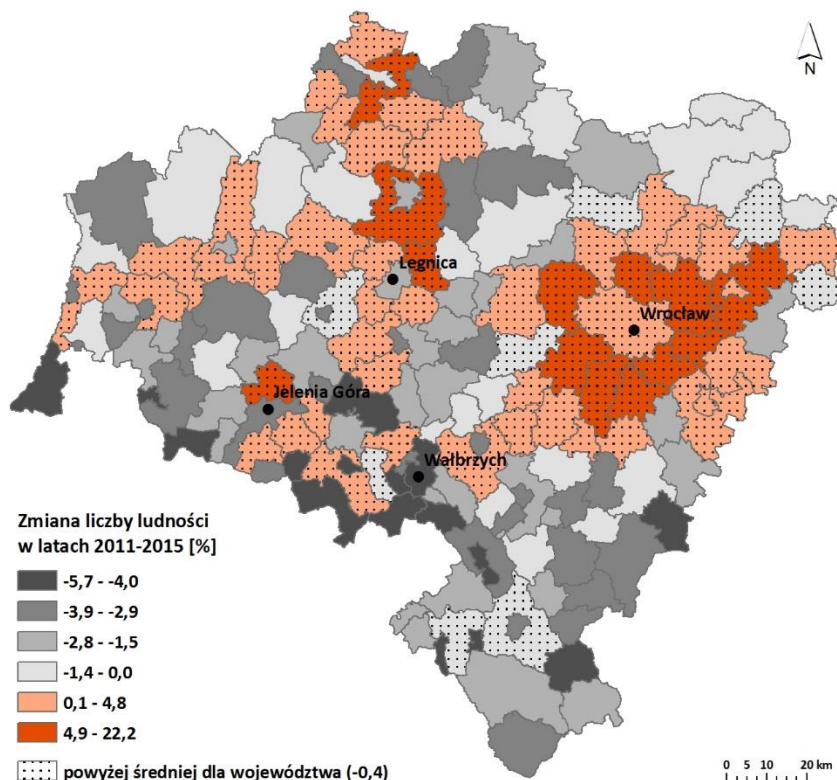 N
Legnica
Wrocław
Jelenia Góra
Wałbrzych
Zmiana liczby ludności
w latach 2011-2015 [%]
-5,7 - -4,0
-3,9 - -2,9
-2,8 - -1,5
-1,4 - 0,0
0,1 - 4,8
4,9 - 22,2
powyżej średniej dla województwa (-0,4)
0 5 10 20 km